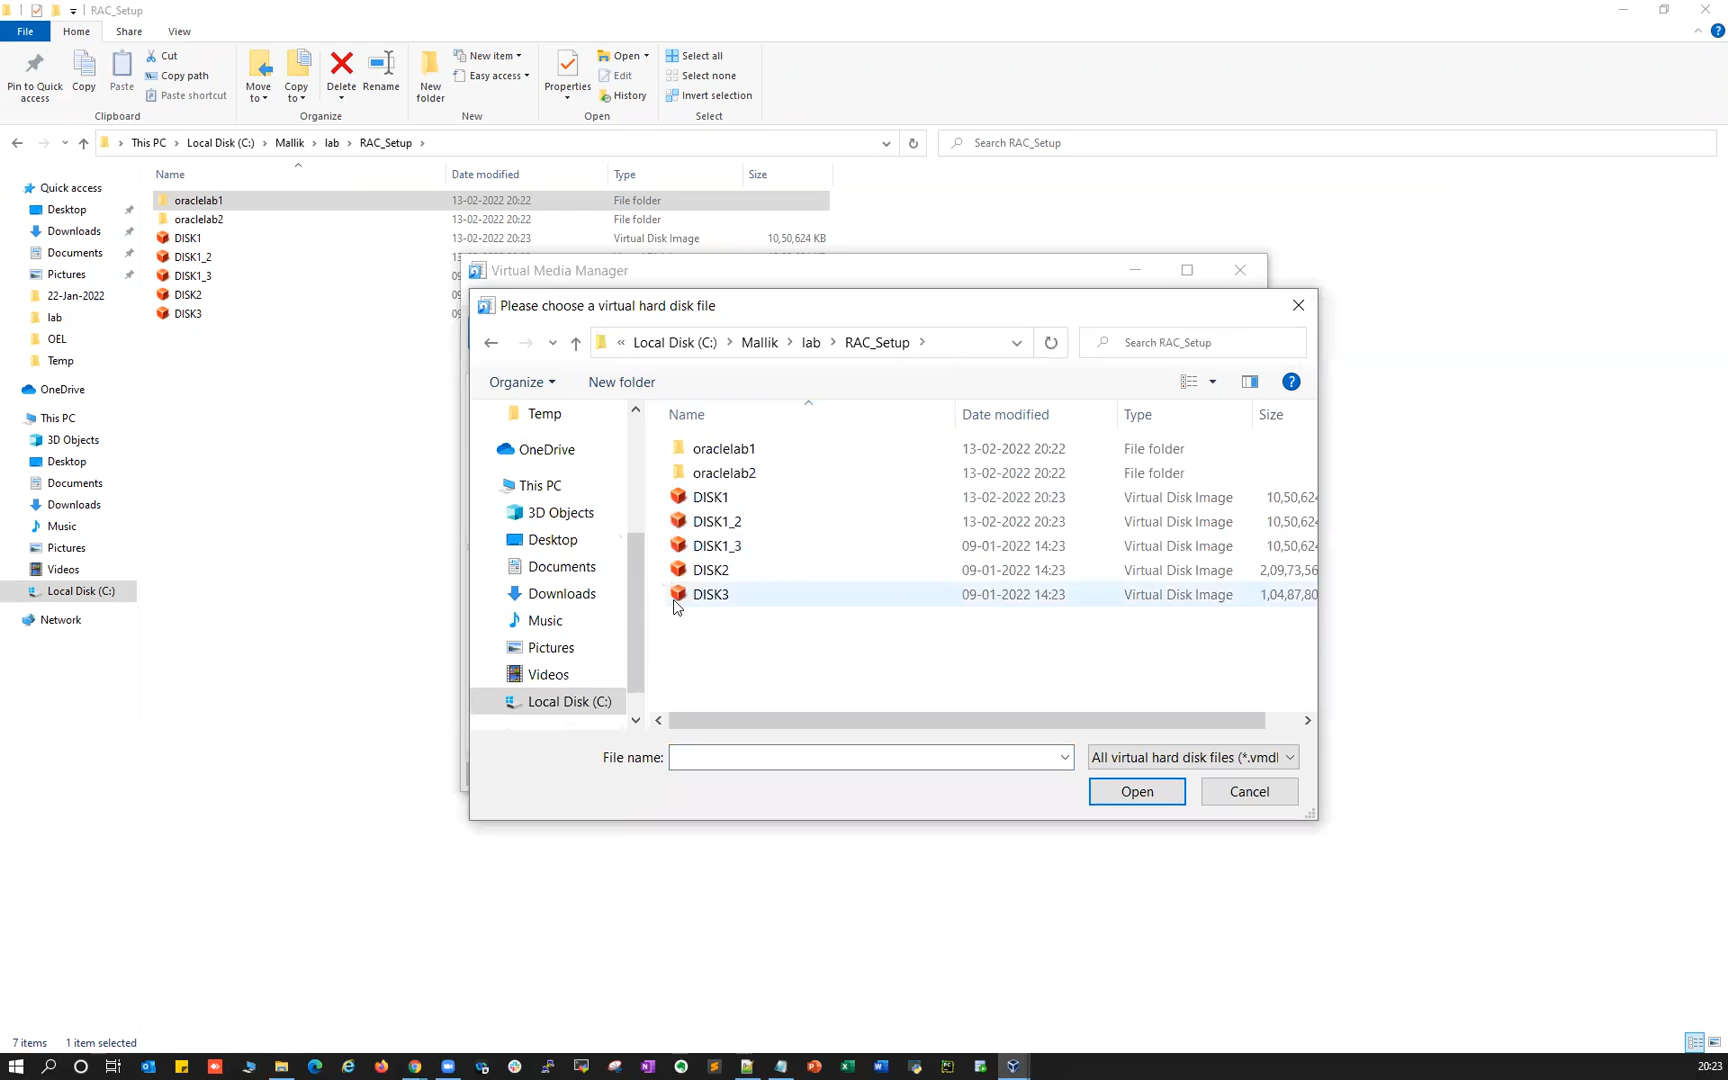 RAC_Setup
File Home Share View
Pin to Quick access
Copy
Paste
Cut
Copy path
Paste shortcut
Clipboard
Move to
Copy to
Delete
Rename
Organize
New folder
New item
Easy access
New
Properties
Open
Edit
History
Open
Select all
Select none
Invert selection
Select
This PC Local Disk (C:) Mallik lab RAC_Setup
Search RAC_Setup
Name Date modified Type Size
oraclelab1 13-02-2022 20:22 File folder
oraclelab2 13-02-2022 20:22 File folder
DISK1 13-02-2022 20:23 Virtual Disk Image 10,50,624 KB
DISK1_2
DISK1_3
DISK2
DISK3
Quick access
Desktop
Downloads
Documents
Pictures
22-Jan-2022
lab
OEL
Temp
OneDrive
This PC
3D Objects
Desktop
Documents
Downloads
Music
Pictures
Videos
Local Disk (C:)
Network
Virtual Media Manager
Please choose a virtual hard disk file
« Local Disk (C:) Mallik lab RAC_Setup
Search RAC_Setup
Organize New folder
Temp
OneDrive
This PC
3D Objects
Desktop
Documents
Downloads
Music
Pictures
Videos
Local Disk (C:)
Name Date modified Type Size
oraclelab1 13-02-2022 20:22 File folder
oraclelab2 13-02-2022 20:22 File folder
DISK1 13-02-2022 20:23 Virtual Disk Image 10,50,624
DISK1_2 13-02-2022 20:23 Virtual Disk Image 10,50,624
DISK1_3 09-01-2022 14:23 Virtual Disk Image 10,50,624
DISK2 09-01-2022 14:23 Virtual Disk Image 2,09,73,56
DISK3 09-01-2022 14:23 Virtual Disk Image 1,04,87,80
File name:
All virtual hard disk files (*.vmd
Open Cancel
7 items 1 item selected
20:23